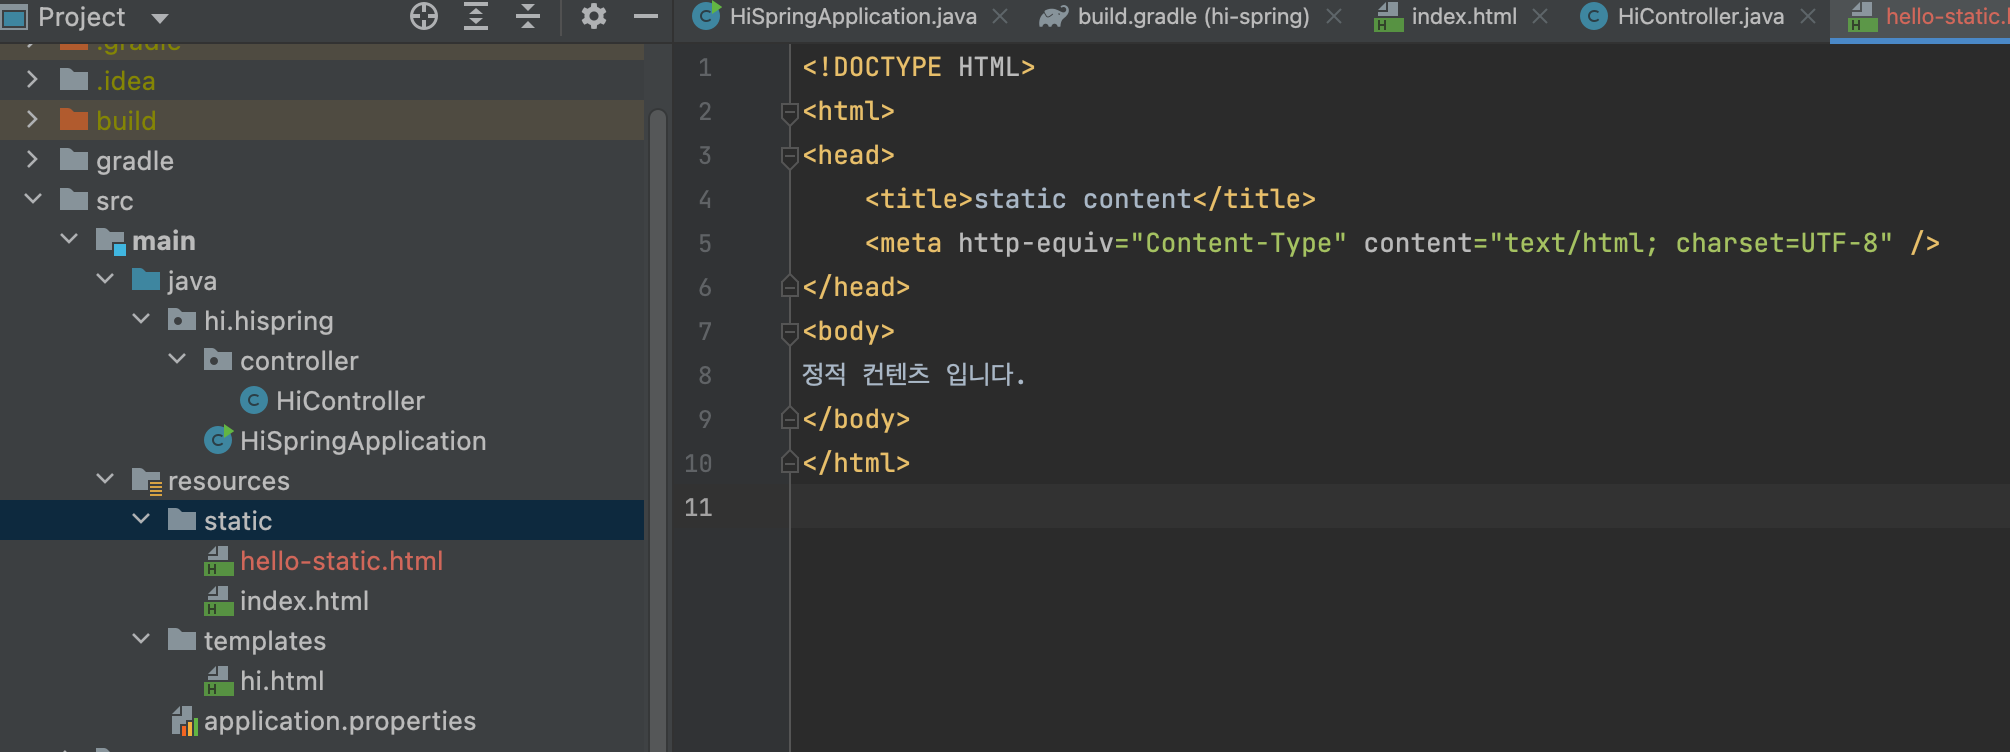 Project
HiSpringApplication.java
build.gradle (hi-spring)
index.html
HiController.java
hello-static.
.gradle
.idea
build
gradle
src
main
java
hi.hispring
controller
HiController
HiSpringApplication
resources
static
hello-static.html
index.html
templates
hi.html
application.properties
1 <!DOCTYPE HTML>
2 <html>
3 <head>
4 <title>static content</title>
5 <meta http-equiv="Content-Type" content="text/html; charset=UTF-8" />
6 </head>
7 <body>
8 정적 컨텐츠 입니다.
9 </body>
10 </html>
11